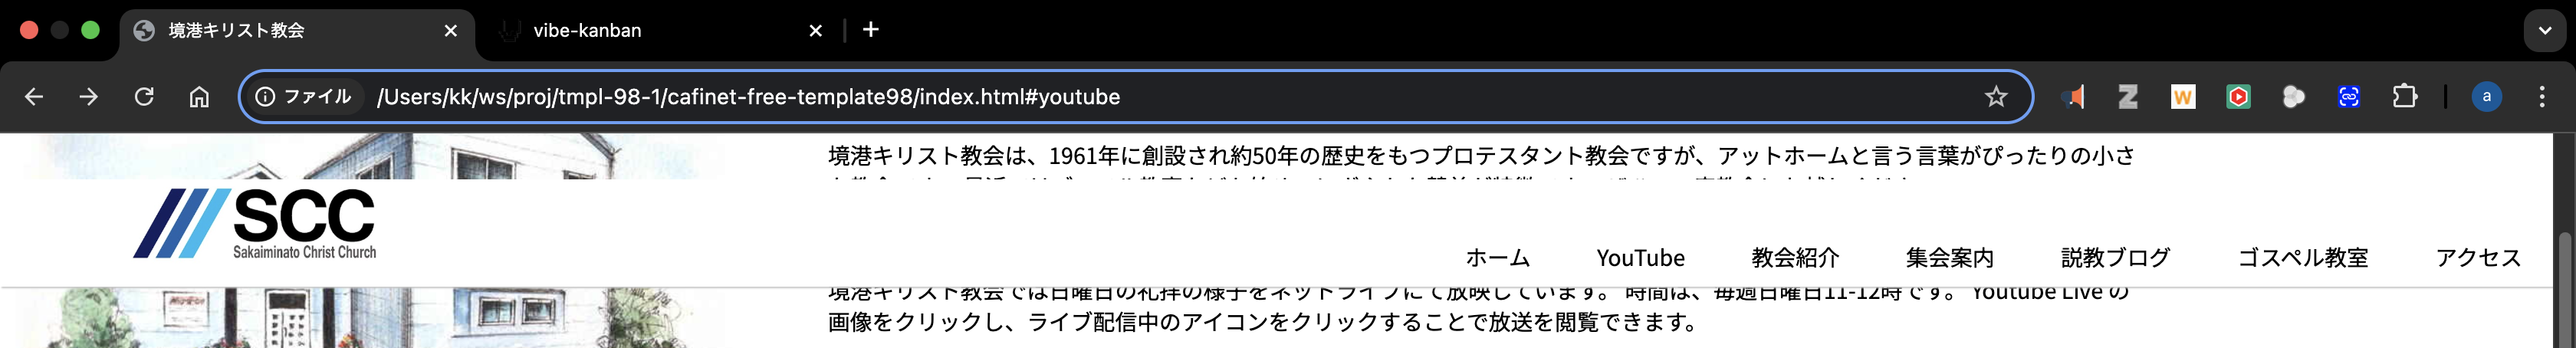 境港キリスト教会
vibe-kanban
ファイル
/Users/kk/ws/proj/tmpl-98-1/cafinet-free-template98/index.html#youtube
a
境港キリスト教会は、1961年に創設され約50年の歴史をもつプロテスタント教会ですが、アットホームと言う言葉がぴったりの小さ
SCC
Sakaiminato Christ Church
ホーム
YouTube
教会紹介
集会案内
説教ブログ
ゴスペル教室
アクセス
境港キリスト教会では日曜日の礼拝の様子をネットライブにて放映しています。 時間は、毎週日曜日11-12時です。 Youtube Live の
画像をクリックし、ライブ配信中のアイコンをクリックすることで放送を閲覧できます。